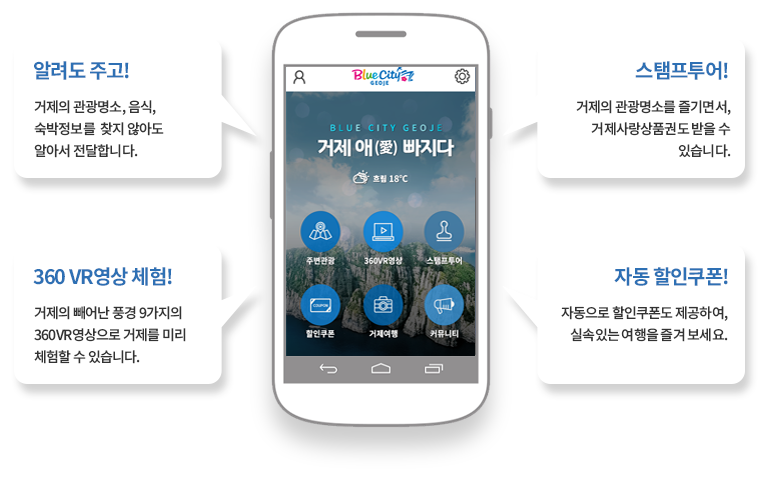 알려도 주고!
거제의 관광명소, 음식,
숙박정보를 찾지 않아도
알아서 전달합니다.
360 VR영상 체험!
거제의 빼어난 풍경 9가지의
360VR영상으로 거제를 미리
체험할 수 있습니다.
Blue City
GEOJE
BLUE CITY GEOJE
거제 애(愛) 빠지다
흐림 18℃
주변관광 360VR영상 스탬프투어
COUPON
할인쿠폰 거제여행 커뮤니티
스탬프투어!
거제의 관광명소를 즐기면서,
거제사랑상품권도 받을 수
있습니다.
자동 할인쿠폰!
자동으로 할인쿠폰도 제공하여,
실속있는 여행을 즐겨 보세요.